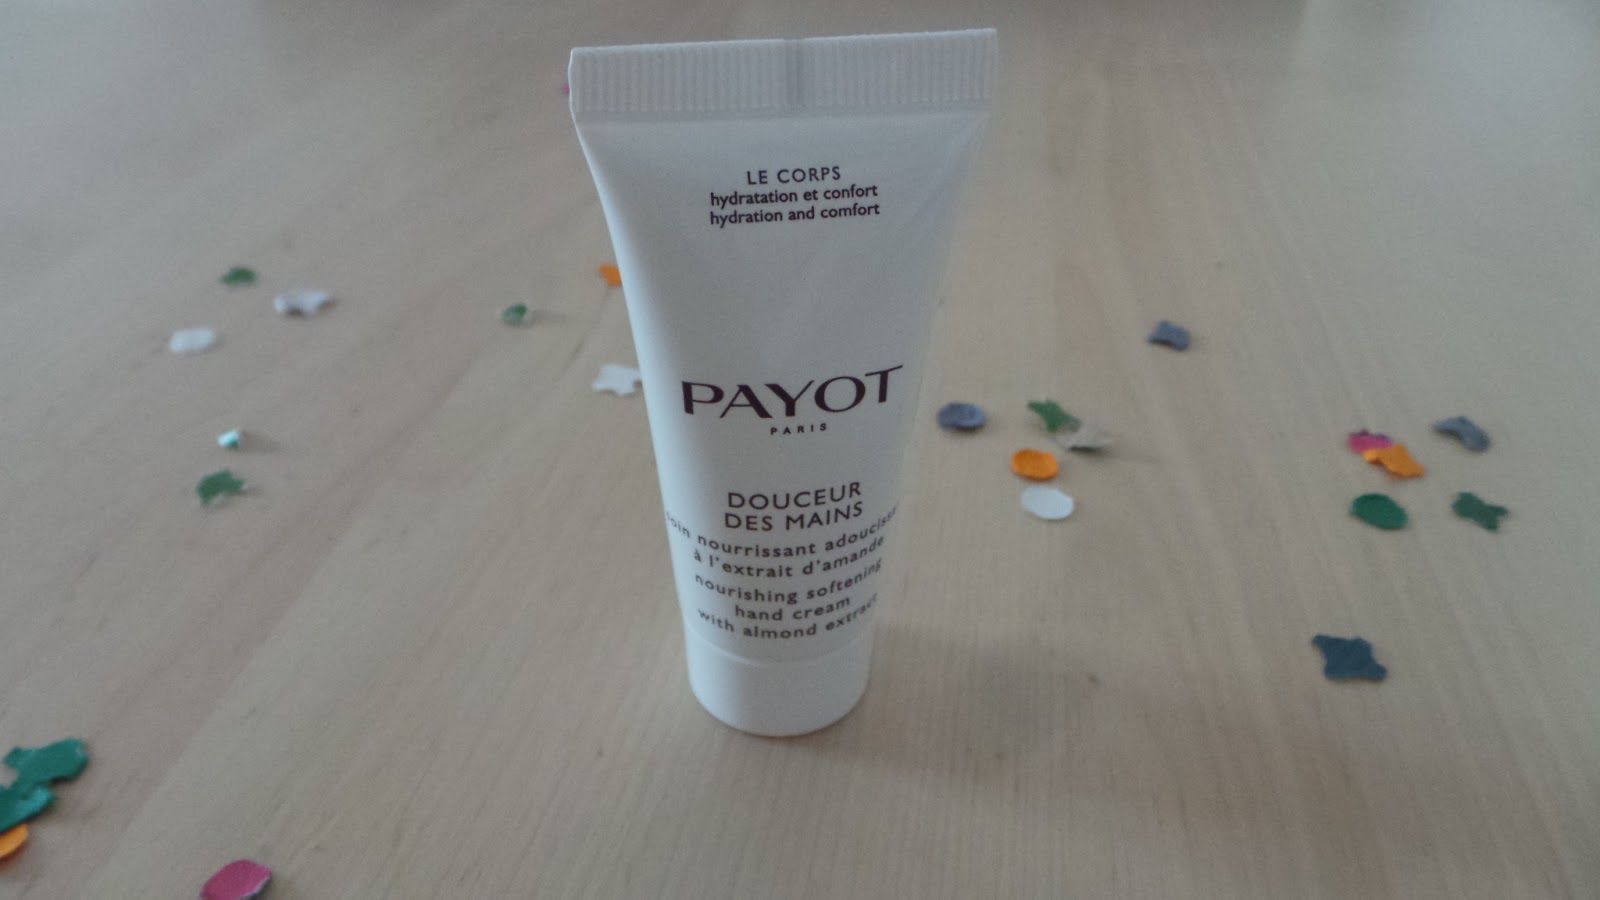 LE CORPS
hydratation et confort
hydration and comfort
PAYOT
PARIS
DOUCEUR
DES MAINS
nourrissant
à l'extrait d'amande
nourishing softening
hand cream
with almond extract